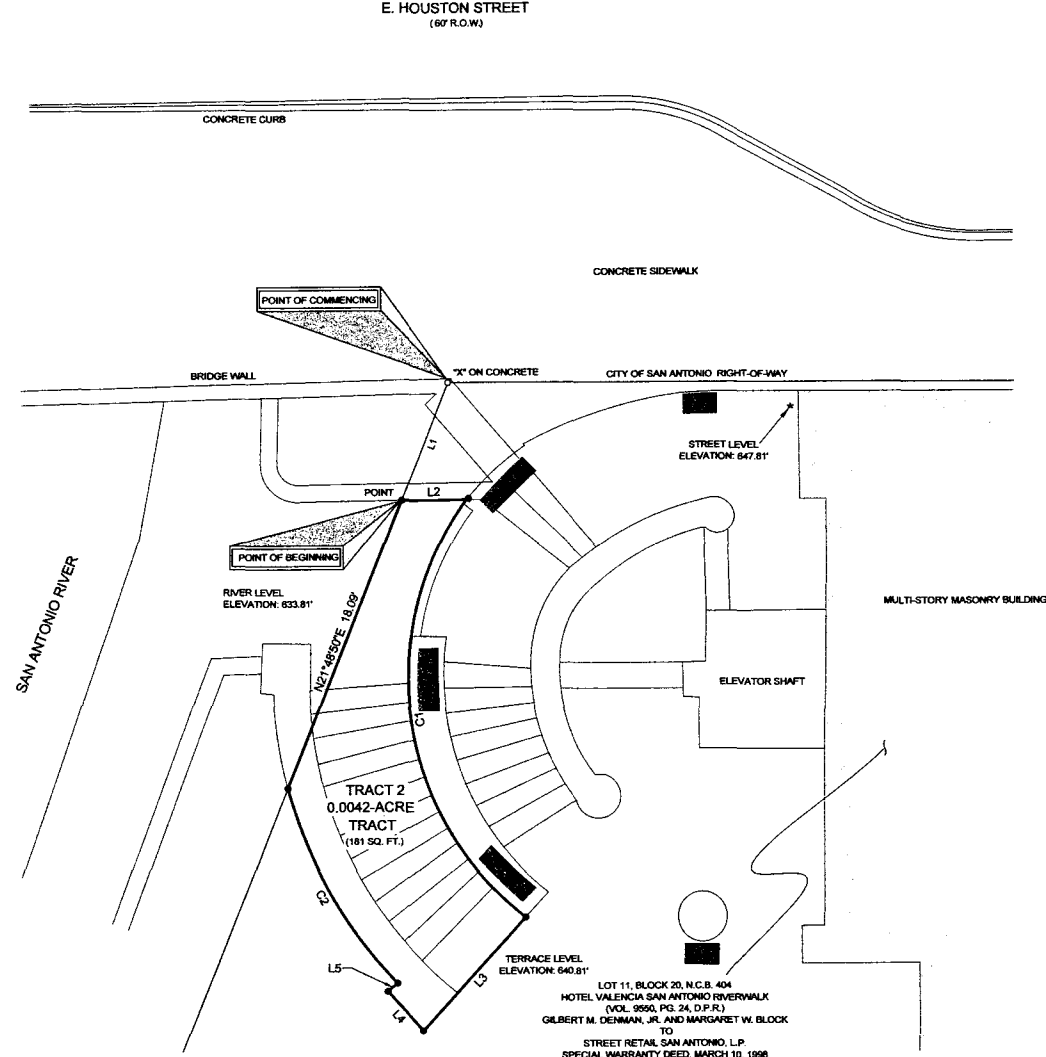 E. HOUSTON STREET
(60' R.O.W.)
CONCRETE CURB
CONCRETE SIDEWALK
POINT OF COMMENCING
BRIDGE WALL
"X" ON CONCRETE
CITY OF SAN ANTONIO RIGHT-OF-WAY
STREET LEVEL
ELEVATION: 647.81'
L1
POINT
L2
POINT OF BEGINNING
RIVER LEVEL
ELEVATION: 633.81'
SAN ANTONIO RIVER
MULTI-STORY MASONRY BUILDING
N21°48'50"E 18.09'
ELEVATOR SHAFT
C1
TRACT 2
0.0042-ACRE
TRACT
(181 SQ. FT.)
C2
TERRACE LEVEL
ELEVATION: 640.81'
L5
L3
L4
LOT 11, BLOCK 20, N.C.B. 404
HOTEL VALENCIA SAN ANTONIO RIVERWALK
(VOL. 9550, PG. 24, D.P.R.)
GILBERT M. DENMAN, JR. AND MARGARET W. BLOCK
TO
STREET RETAIL SAN ANTONIO, L.P.
SPECIAL WARRANTY DEED, MARCH 10, 1998